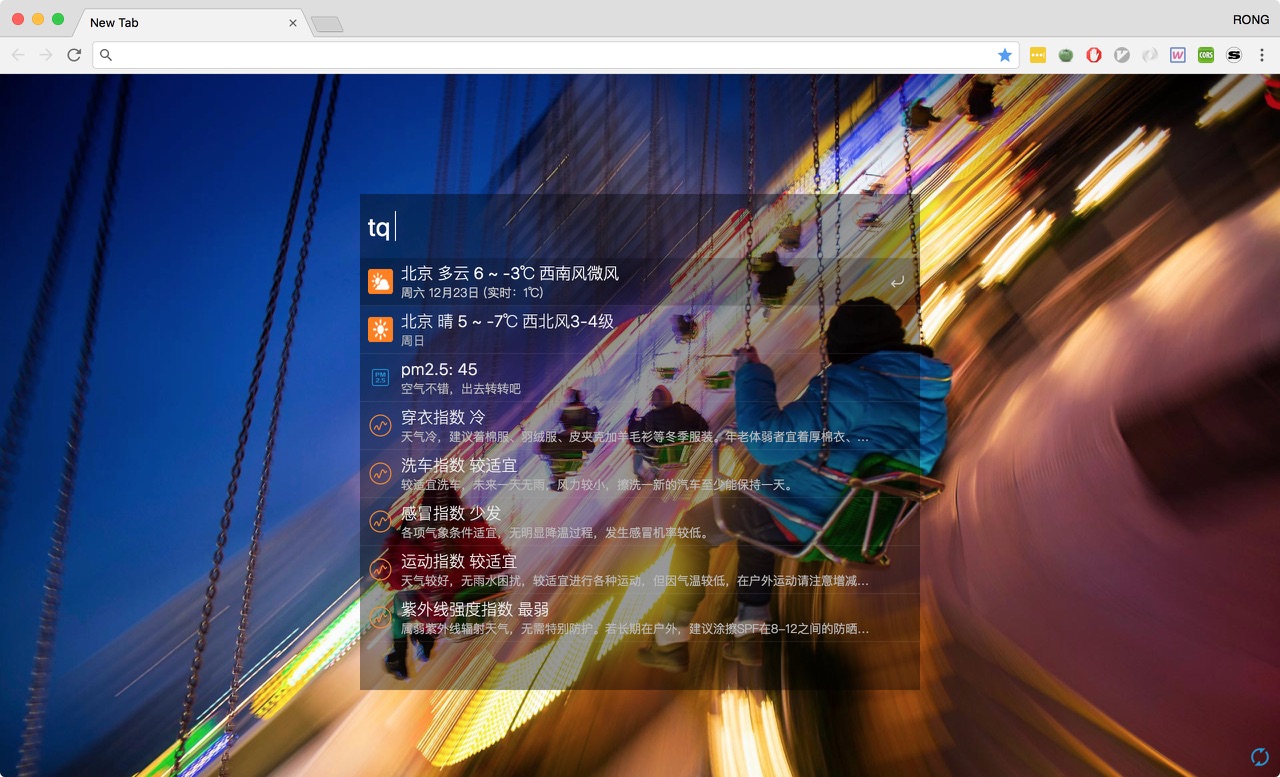 New Tab
RONG
CORS
tq
北京 多云 6 ~ -3℃ 西南风微风
周六 12月23日 (实时：1℃)
北京 晴 5 ~ -7℃ 西北风3-4级
周日
PM
2.5
pm2.5: 45
空气不错，出去转转吧
穿衣指数 冷
天气冷，建议着棉服、羽绒服、皮夹克加羊毛衫等冬季服装。年老体弱者宜着厚棉衣、...
洗车指数 较适宜
较适宜洗车，未来一天无雨，风力较小，擦洗一新的汽车至少能保持一天。
感冒指数 少发
各项气象条件适宜，无明显降温过程，发生感冒机率较低。
运动指数 较适宜
天气较好，无雨水困扰，较适宜进行各种运动，但因气温较低，在户外运动请注意增减...
紫外线强度指数 最弱
属弱紫外线辐射天气，无需特别防护。若长期在户外，建议涂擦SPF在8-12之间的防晒...